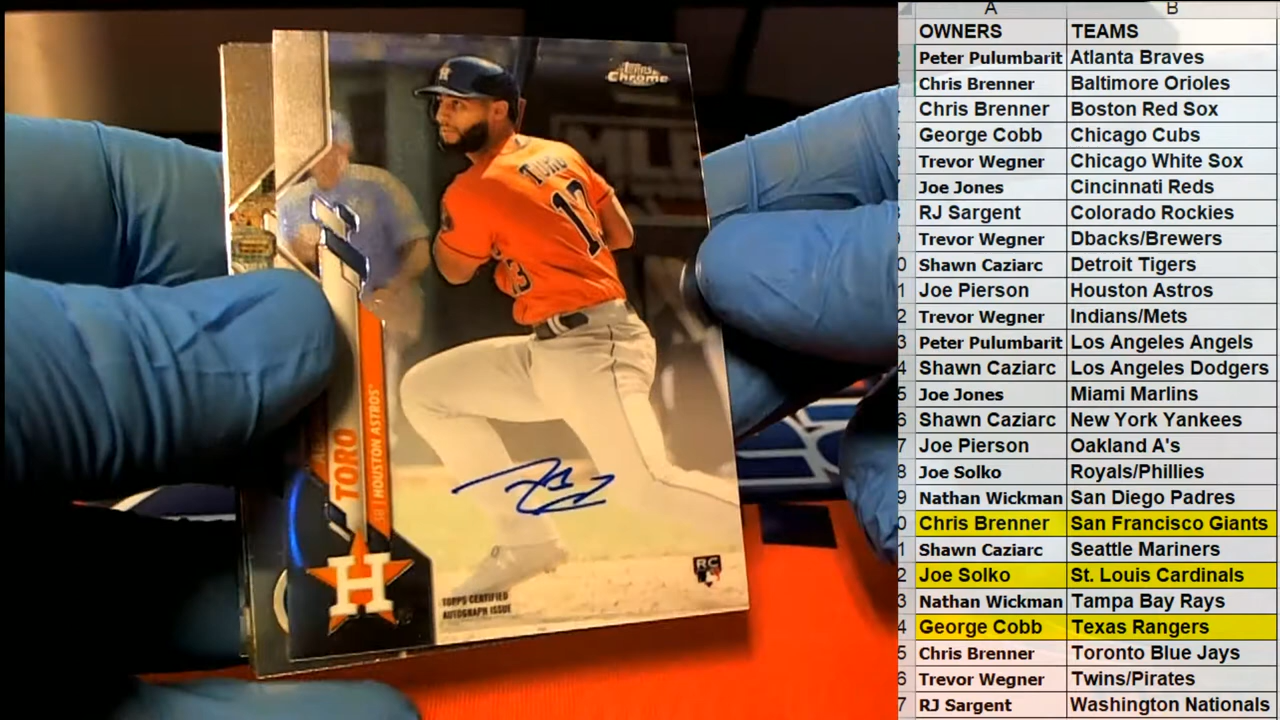 Topps
Chrome
TORO
17
13
TORO
3B | HOUSTON ASTROS
H
TOPPS CERTIFIED
AUTOGRAPH ISSUE
RC
A B
OWNERS TEAMS
Peter Pulumbarit Atlanta Braves
Chris Brenner Baltimore Orioles
Chris Brenner Boston Red Sox
George Cobb Chicago Cubs
Trevor Wegner Chicago White Sox
Joe Jones Cincinnati Reds
RJ Sargent Colorado Rockies
Trevor Wegner Dbacks/Brewers
Shawn Caziarc Detroit Tigers
Joe Pierson Houston Astros
Trevor Wegner Indians/Mets
Peter Pulumbarit Los Angeles Angels
Shawn Caziarc Los Angeles Dodgers
Joe Jones Miami Marlins
Shawn Caziarc New York Yankees
Joe Pierson Oakland A's
Joe Solko Royals/Phillies
Nathan Wickman San Diego Padres
Chris Brenner San Francisco Giants
Shawn Caziarc Seattle Mariners
Joe Solko St. Louis Cardinals
Nathan Wickman Tampa Bay Rays
George Cobb Texas Rangers
Chris Brenner Toronto Blue Jays
Trevor Wegner Twins/Pirates
RJ Sargent Washington Nationals